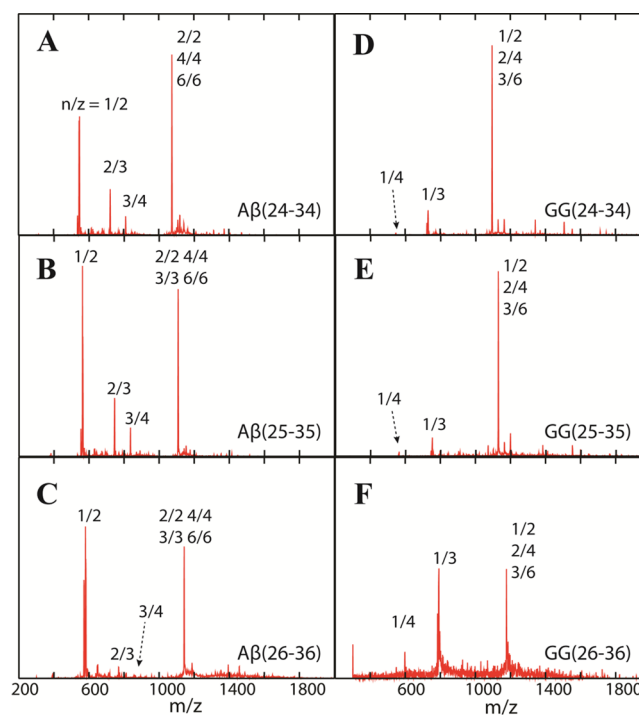 A
2/2
4/4
6/6
n/z = 1/2
2/3
3/4
Aβ(24-34)
D
1/2
2/4
3/6
1/4
1/3
GG(24-34)
B
1/2
2/2 4/4
3/3 6/6
2/3
3/4
Aβ(25-35)
E
1/2
2/4
3/6
1/4
1/3
GG(25-35)
C
1/2
2/2 4/4
3/3 6/6
3/4
2/3
Aβ(26-36)
200 600 1000 1400 1800
m/z
F
1/2
2/4
3/6
1/3
1/4
GG(26-36)
600 1000 1400 1800
m/z